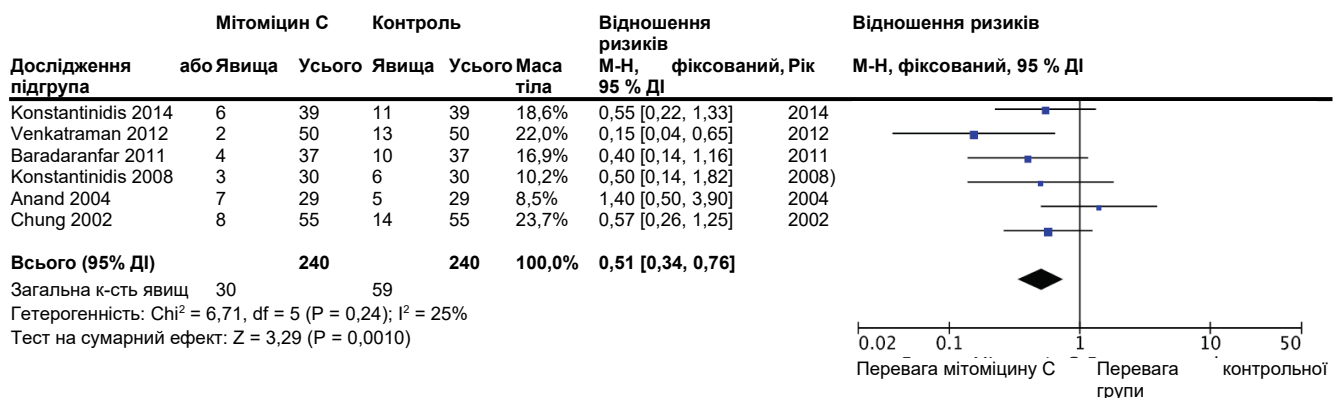 Мітоміцин C Контроль Відношення ризиків Відношення ризиків
Дослідження або підгрупа Явища Усього Явища Усього Маса тіла М-Н, фіксований, 95 % ДІ Рік М-Н, фіксований, 95 % ДІ
Konstantinidis 2014 6 39 11 39 18,6% 0,55 [0,22, 1,33] 2014
Venkatraman 2012 2 50 13 50 22,0% 0,15 [0,04, 0,65] 2012
Baradaranfar 2011 4 37 10 37 16,9% 0,40 [0,14, 1,16] 2011
Konstantinidis 2008 3 30 6 30 10,2% 0,50 [0,14, 1,82] 2008)
Anand 2004 7 29 5 29 8,5% 1,40 [0,50, 3,90] 2004
Chung 2002 8 55 14 55 23,7% 0,57 [0,26, 1,25] 2002
Всього (95% ДІ) 240 240 100,0% 0,51 [0,34, 0,76]
Загальна к-сть явищ 30 59
Гетерогенність: Chi² = 6,71, df = 5 (P = 0,24); I² = 25%
Тест на сумарний ефект: Z = 3,29 (P = 0,0010)
0.02 0.1 1 10 50
Перевага мітоміцину C Перевага контрольної
групи